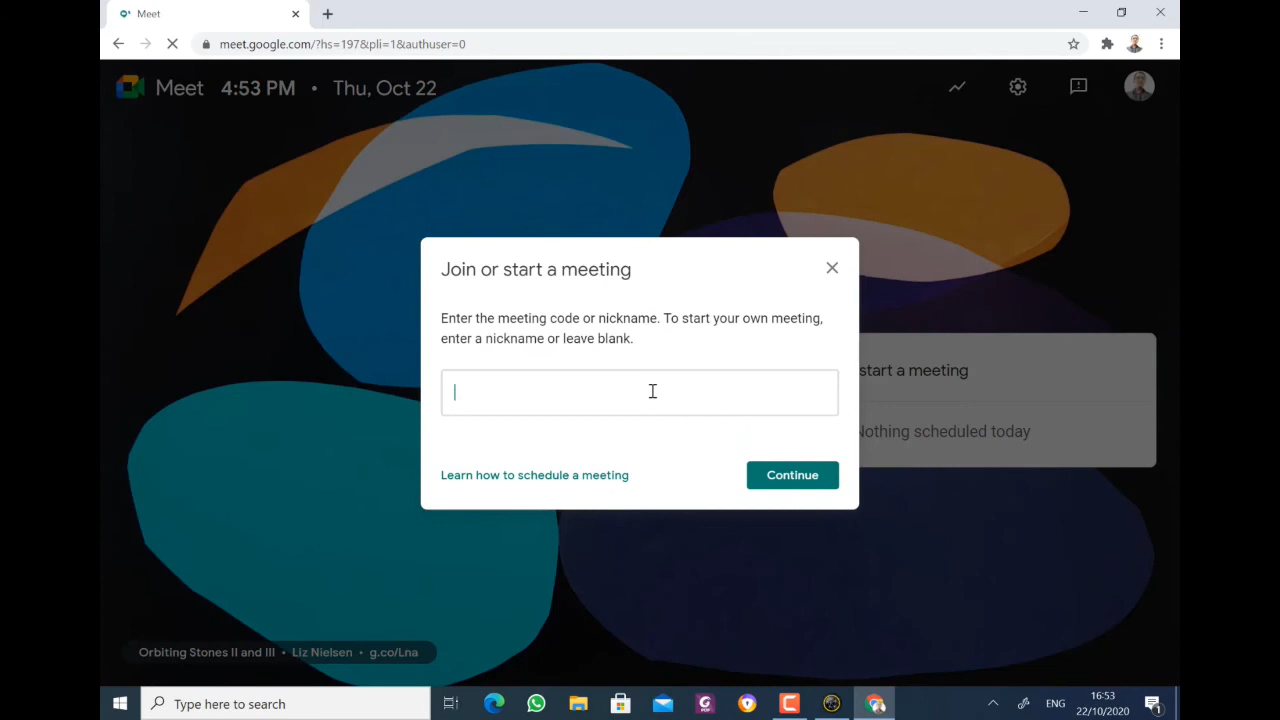 Meet
meet.google.com/?hs=197&pli=1&authuser=0
Meet 4:53 PM • Thu, Oct 22
Join or start a meeting
Enter the meeting code or nickname. To start your own meeting,
enter a nickname or leave blank.
start a meeting
Nothing scheduled today
Learn how to schedule a meeting
Continue
Orbiting Stones II and III • Liz Nielsen • g.co/Lna
Type here to search
ENG
16:53
22/10/2020
1